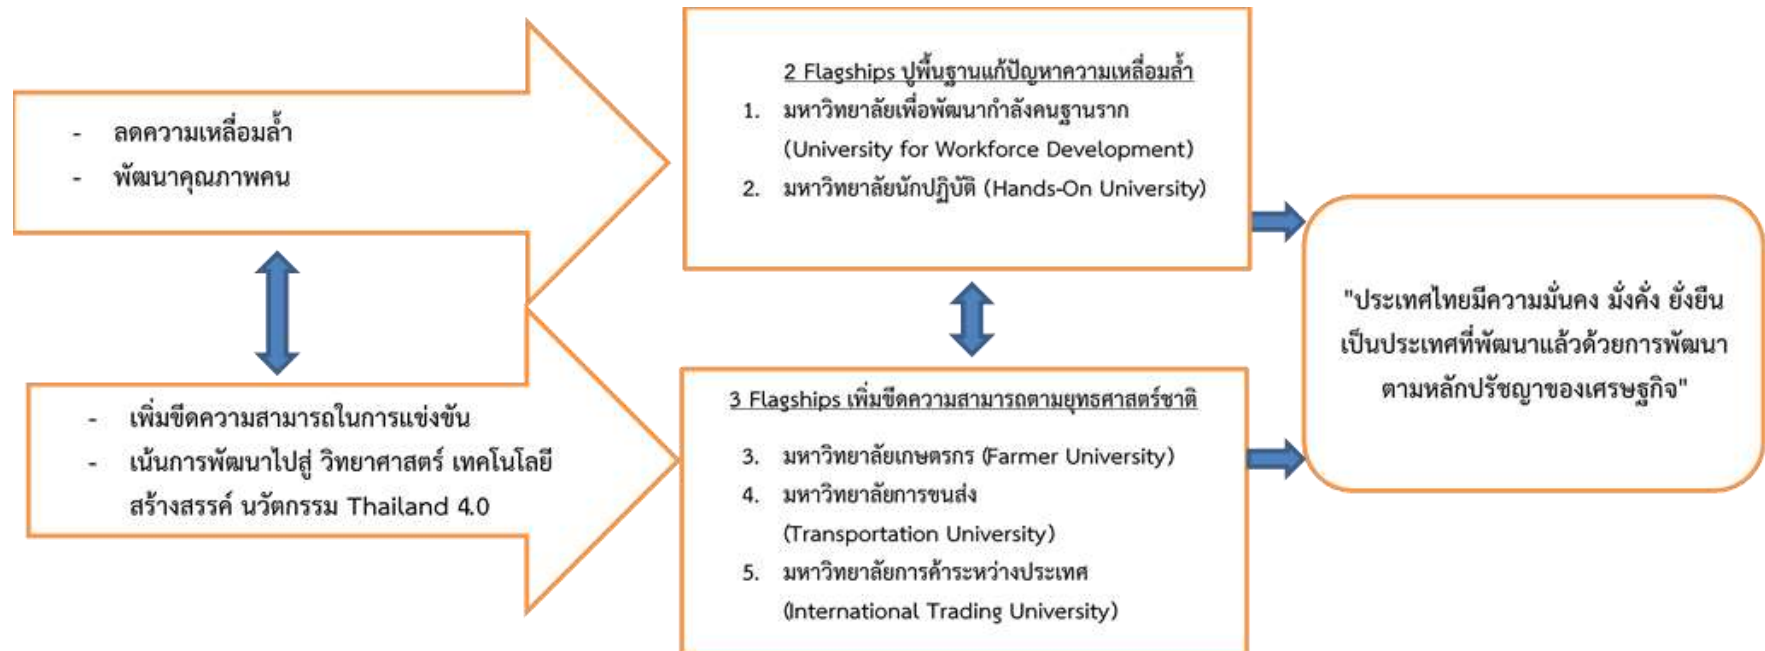 - ลดความเหลื่อมล้ำ
- พัฒนาคุณภาพคน
2 Flagships ปูพื้นฐานแก้ปัญหาความเหลื่อมล้ำ
1. มหาวิทยาลัยเพื่อพัฒนากำลังคนฐานราก
(University for Workforce Development)
2. มหาวิทยาลัยนักปฏิบัติ (Hands-On University)
- เพิ่มขีดความสามารถในการแข่งขัน
- เน้นการพัฒนาไปสู่ วิทยาศาสตร์ เทคโนโลยี
สร้างสรรค์ นวัตกรรม Thailand 4.0
3 Flagships เพิ่มขีดความสามารถตามยุทธศาสตร์ชาติ
3. มหาวิทยาลัยเกษตรกร (Farmer University)
4. มหาวิทยาลัยการขนส่ง
(Transportation University)
5. มหาวิทยาลัยการค้าระหว่างประเทศ
(International Trading University)
"ประเทศไทยมีความมั่นคง มั่งคั่ง ยั่งยืน
เป็นประเทศที่พัฒนาแล้วด้วยการพัฒนา
ตามหลักปรัชญาของเศรษฐกิจ"